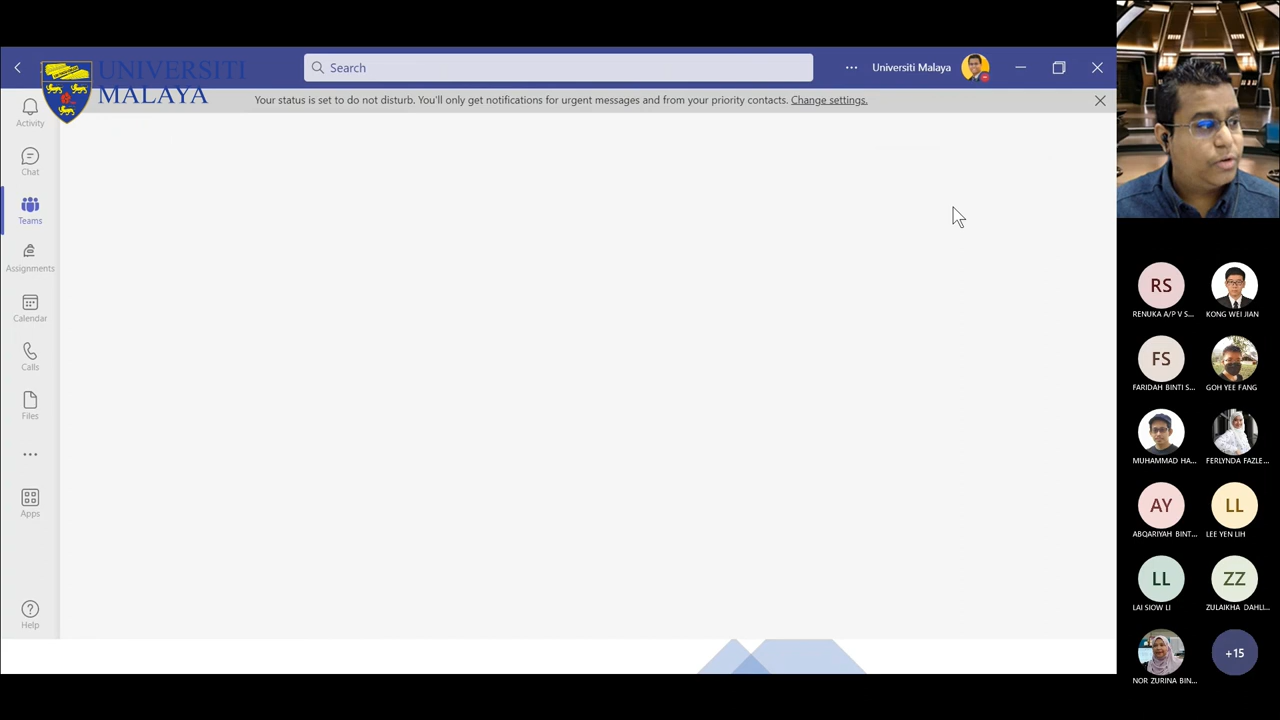 UNIVERSITI
MALAYA
Search
Universiti Malaya
Your status is set to do not disturb. You'll only get notifications for urgent messages and from your priority contacts. Change settings.
Activity
Chat
Teams
Assignments
Calendar
Calls
Files
Apps
Help
RS
RENUKA A/P V S...
KONG WEI JIAN
FS
FARIDAH BINTI S...
GOH YEE FANG
MUHAMMAD HA...
FERLYNDA FAZLE...
AY
ABQARIYAH BINT...
LL
LEE YEN LIH
LL
LAI SIOW LI
ZZ
ZULAIKHA DAHLI...
NOR ZURINA BIN...
+15